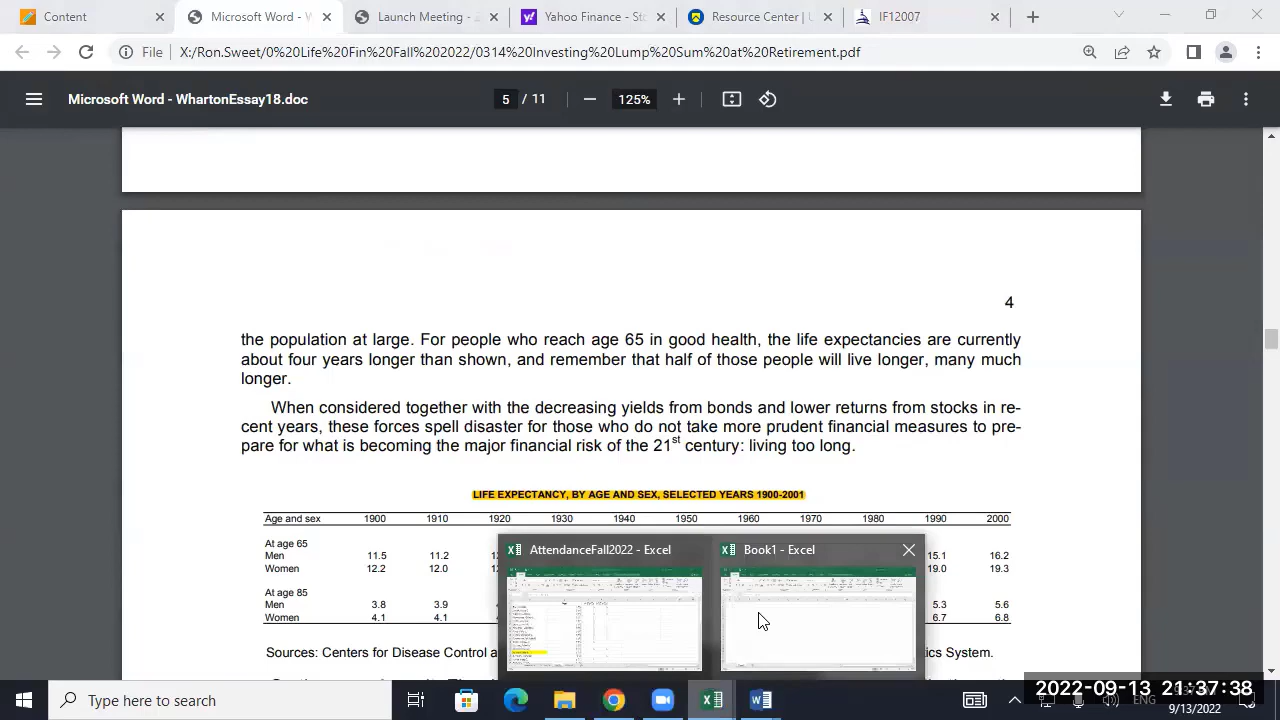 Content
Microsoft Word - W
Launch Meeting - Z
Yahoo Finance - St
Resource Center | U
IF12007
File X:/Ron.Sweet/0%20Life%20Fin%20Fall%202022/0314%20Investing%20Lump%20Sum%20at%20Retirement.pdf
Microsoft Word - WhartonEssay18.doc
5 / 11
125%
4
the population at large. For people who reach age 65 in good health, the life expectancies are currently
about four years longer than shown, and remember that half of those people will live longer, many much
longer.
When considered together with the decreasing yields from bonds and lower returns from stocks in re-
cent years, these forces spell disaster for those who do not take more prudent financial measures to pre-
pare for what is becoming the major financial risk of the 21st century: living too long.
LIFE EXPECTANCY, BY AGE AND SEX, SELECTED YEARS 1900-2001
Age and sex 1900 1910 1920 1930 1940 1950 1960 1970 1980 1990 2000
At age 65
Men 11.5 11.2 15.1 16.2
Women 12.2 12.0 19.0 19.3
At age 85
Men 3.8 3.9 5.3 5.6
Women 4.1 4.1 6.7 6.8
Sources: Centers for Disease Control a
ics System.
AttendanceFall2022 - Excel
Book1 - Excel
Type here to search
ENG
2022-09-13 21:37:38
9/13/2022